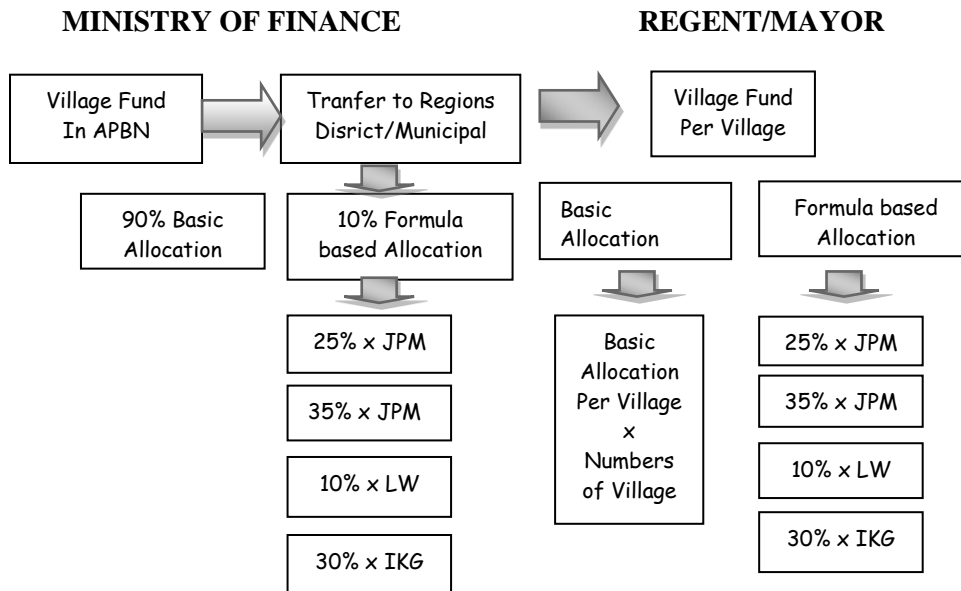 MINISTRY OF FINANCE
REGENT/MAYOR
Village Fund
In APBN
Tranfer to Regions
Disrict/Municipal
Village Fund
Per Village
90% Basic
Allocation
10% Formula
based Allocation
Basic
Allocation
Formula based
Allocation
25% x JPM
35% x JPM
10% x LW
30% x IKG
Basic
Allocation
Per Village
x
Numbers
of Village
25% x JPM
35% x JPM
10% x LW
30% x IKG